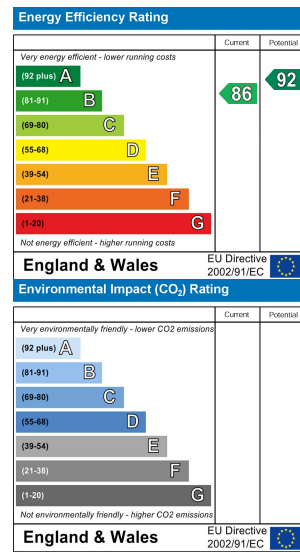 Energy Efficiency Rating
Current Potential
Very energy efficient - lower running costs
(92 plus) A
92
(81-91) B
86
(69-80) C
(55-68) D
(39-54) E
(21-38) F
(1-20) G
Not energy efficient - higher running costs
England & Wales
EU Directive
2002/91/EC
Environmental Impact (CO₂) Rating
Current Potential
Very environmentally friendly - lower CO2 emissions
(92 plus) A
(81-91) B
(69-80) C
(55-68) D
(39-54) E
(21-38) F
(1-20) G
Not environmentally friendly - higher CO2 emissions
England & Wales
EU Directive
2002/91/EC